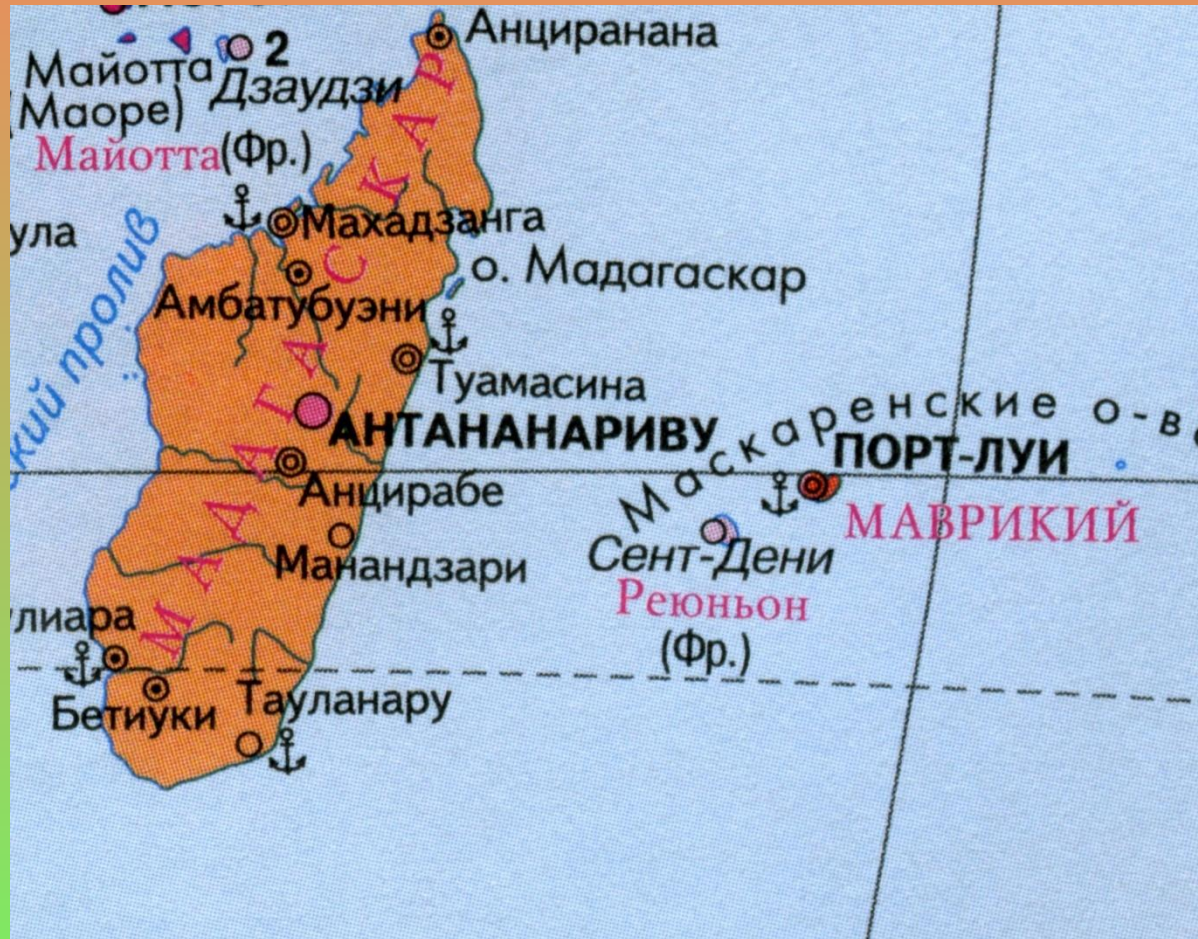 Анциранана
2
Майотта
Дзаудзи
(Маоре)
Майотта (Фр.)
Махадзанга
ула
кий пролив
о. Мадагаскар
Амбатубуэни
МАДАГАСКАР
Туамасина
АНТАНАНАРИВУ
Маскаренские о-в
ПОРТ-ЛУИ
Анцирабе
МАВРИКИЙ
Манандзари
Сент-Дени
Реюньон
(Фр.)
лиара
Бетиуки
Тауланару